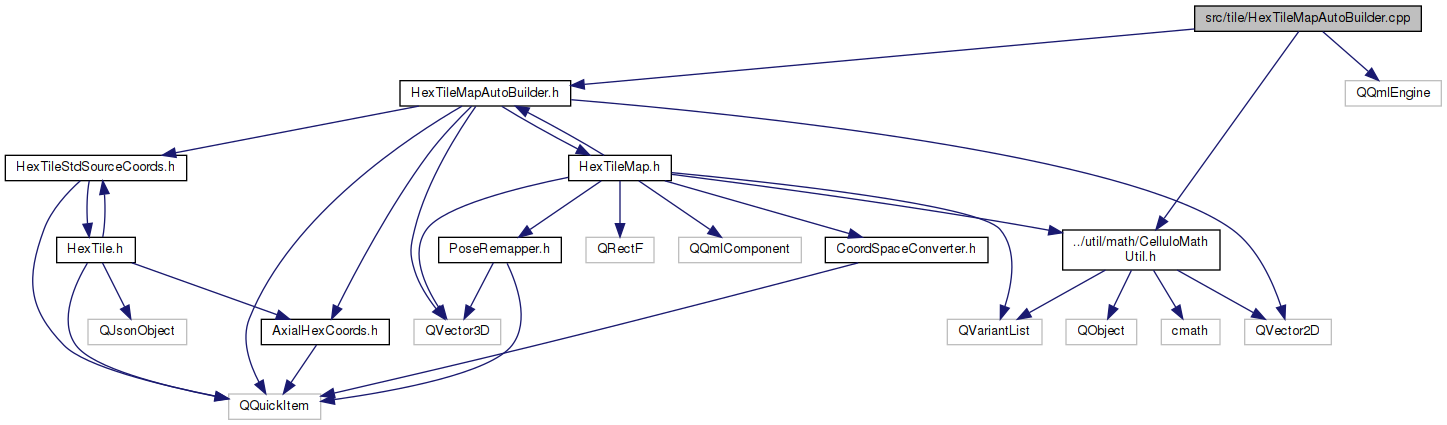 src/tile/HexTileMapAutoBuilder.cpp
HexTileMapAutoBuilder.h
QQmlEngine
HexTileStdSourceCoords.h
HexTileMap.h
HexTile.h
PoseRemapper.h
QRectF
QQmlComponent
CoordSpaceConverter.h
../util/math/CelluloMath
Util.h
QJsonObject
AxialHexCoords.h
QVector3D
QVariantList
QObject
cmath
QVector2D
QQuickItem